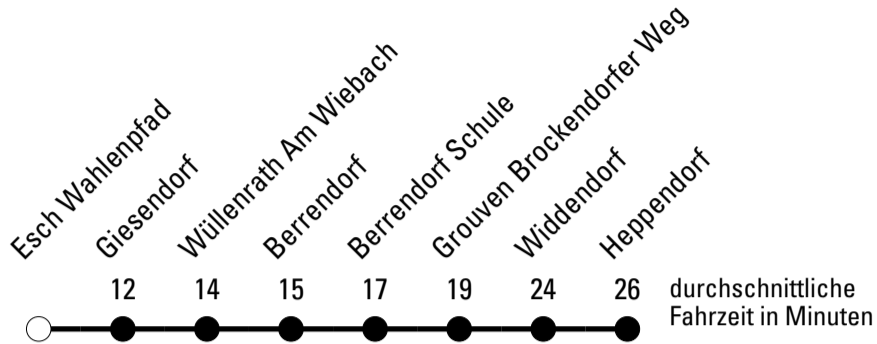 Esch Wahlenpfad
Giesendorf
Wüllenrath Am Wiebach
Berrendorf
Berrendorf Schule
Grouven Brockendorfer Weg
Widdendorf
Heppendorf
12 14 15 17 19 24 26
durchschnittliche
Fahrzeit in Minuten